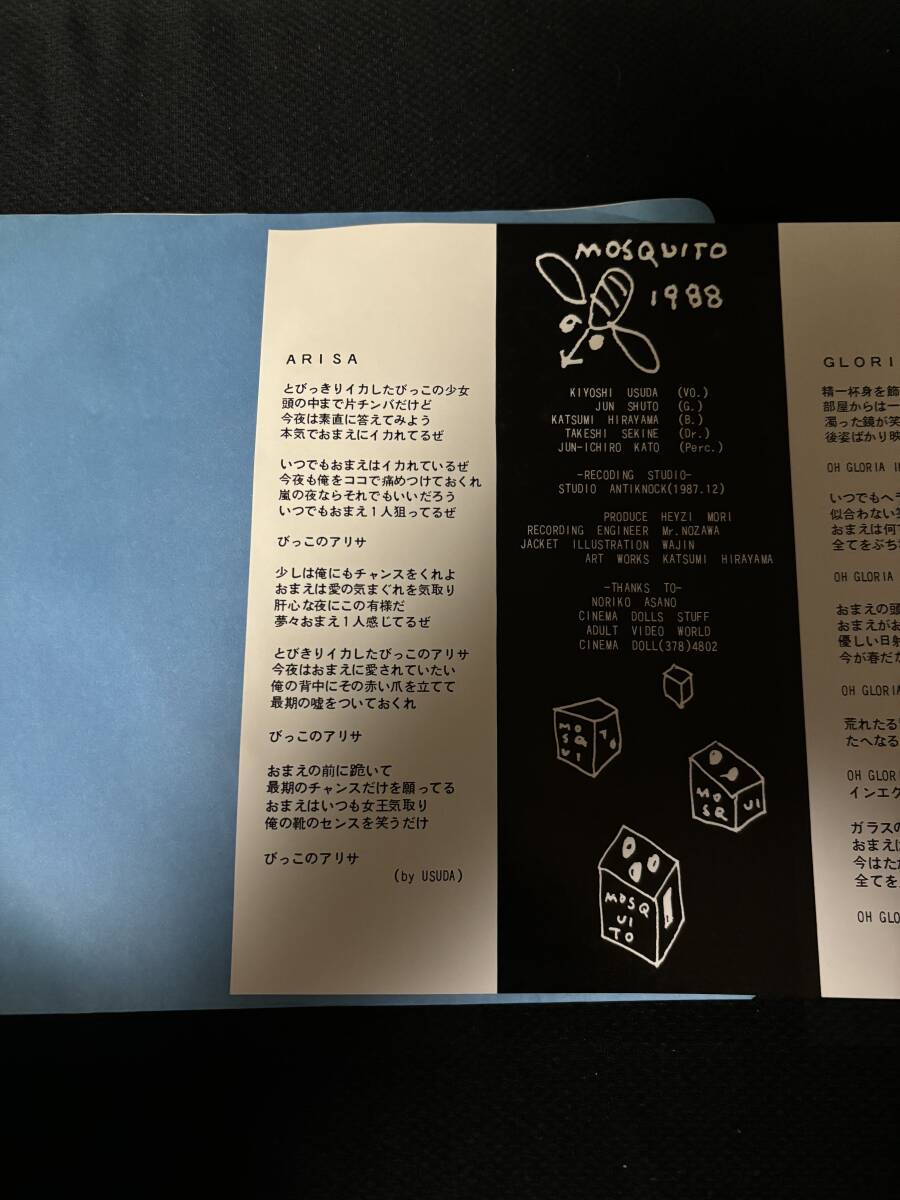 ARISA
とびっきりイカしたびっこの少女
頭の中まで片チンバだけど
今夜は素直に答えてみよう
本気でおまえにイカれてるぜ
いつでもおまえはイカれているぜ
今夜も俺をココで痛めつけておくれ
嵐の夜ならそれでもいいだろう
いつでもおまえ1人狙ってるぜ
びっこのアリサ
少しは俺にもチャンスをくれよ
おまえは愛の気まぐれを気取り
肝心な夜にこの有様だ
夢々おまえ1人感じてるぜ
とびきりイカしたびっこのアリサ
今夜はおまえに愛されていたい
俺の背中にその赤い爪を立てて
最期の嘘をついておくれ
びっこのアリサ
おまえの前に跪いて
最期のチャンスだけを願ってる
おまえはいつも女王気取り
俺の靴のセンスを笑うだけ
びっこのアリサ
(by USUDA)
MOSQUITO
1988
KIYOSHI USUDA (VO.)
JUN SHUTO (G.)
KATSUMI HIRAYAMA (B.)
TAKESHI SEKINE (Dr.)
JUN-ICHIRO KATO (Perc.)
-RECODING STUDIO-
STUDIO ANTIKNOCK(1987.12)
PRODUCE HEYZI MORI
RECORDING ENGINEER Mr.NOZAWA
JACKET ILLUSTRATION WAJIN
ART WORKS KATSUMI HIRAYAMA
-THANKS TO-
NORIKO ASANO
CINEMA DOLLS STUFF
ADULT VIDEO WORLD
CINEMA DOLL(378)4802
MO
SQ
UI
TO
MO
SQ
UI
MOSQ
UI
TO
GLORI
精一杯身を飾
部屋からは一
濁った鏡が笑
後姿ばかり映
OH GLORIA I
いつでもヘラ
似合わない
おまえは何
全てをぶち
OH GLORIA
おまえの頭
おまえがお
優しい日射
今が春だな
OH GLORIA
荒れたる
たへなる
OH GLOR
インエク
ガラスの
おまえは
今はただ
全てを
OH GLO